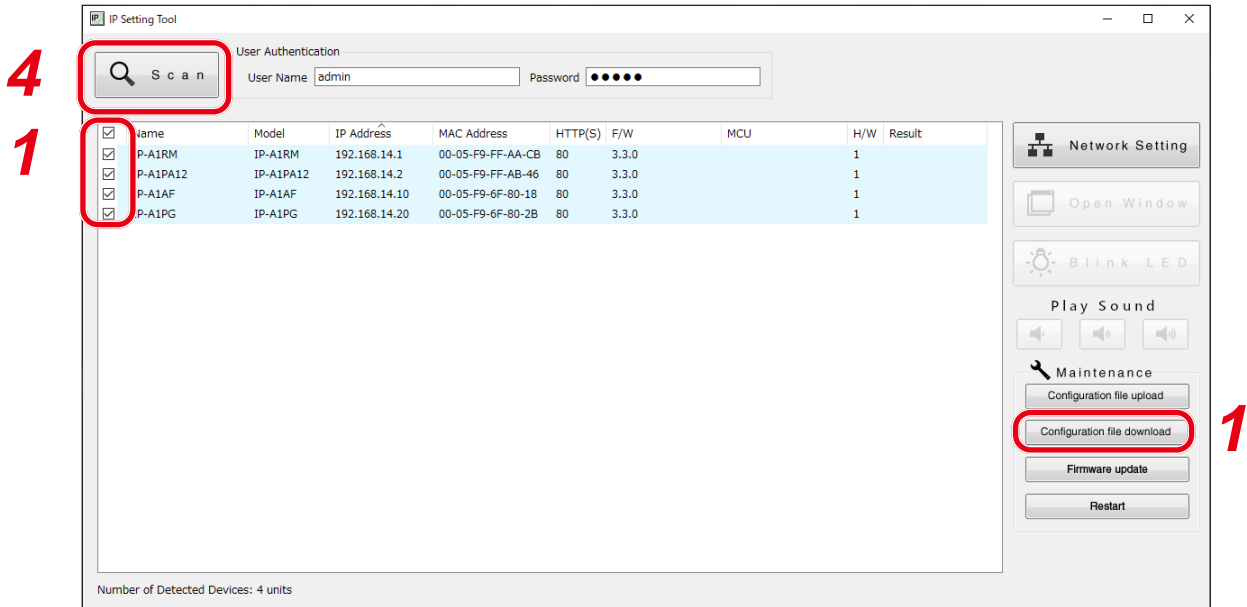 IP IP Setting Tool
4
Scan
User Authentication
User Name admin Password ●●●●●
1
Name Model IP Address MAC Address HTTP(S) F/W MCU H/W Result
IP-A1RM IP-A1RM 192.168.14.1 00-05-F9-FF-AA-CB 80 3.3.0 1
IP-A1PA12 IP-A1PA12 192.168.14.2 00-05-F9-FF-AB-46 80 3.3.0 1
IP-A1AF IP-A1AF 192.168.14.10 00-05-F9-6F-80-18 80 3.3.0 1
IP-A1PG IP-A1PG 192.168.14.20 00-05-F9-6F-80-2B 80 3.3.0 1
Network Setting
Open Window
Blink LED
Play Sound
Maintenance
Configuration file upload
Configuration file download
1
Firmware update
Restart
Number of Detected Devices: 4 units